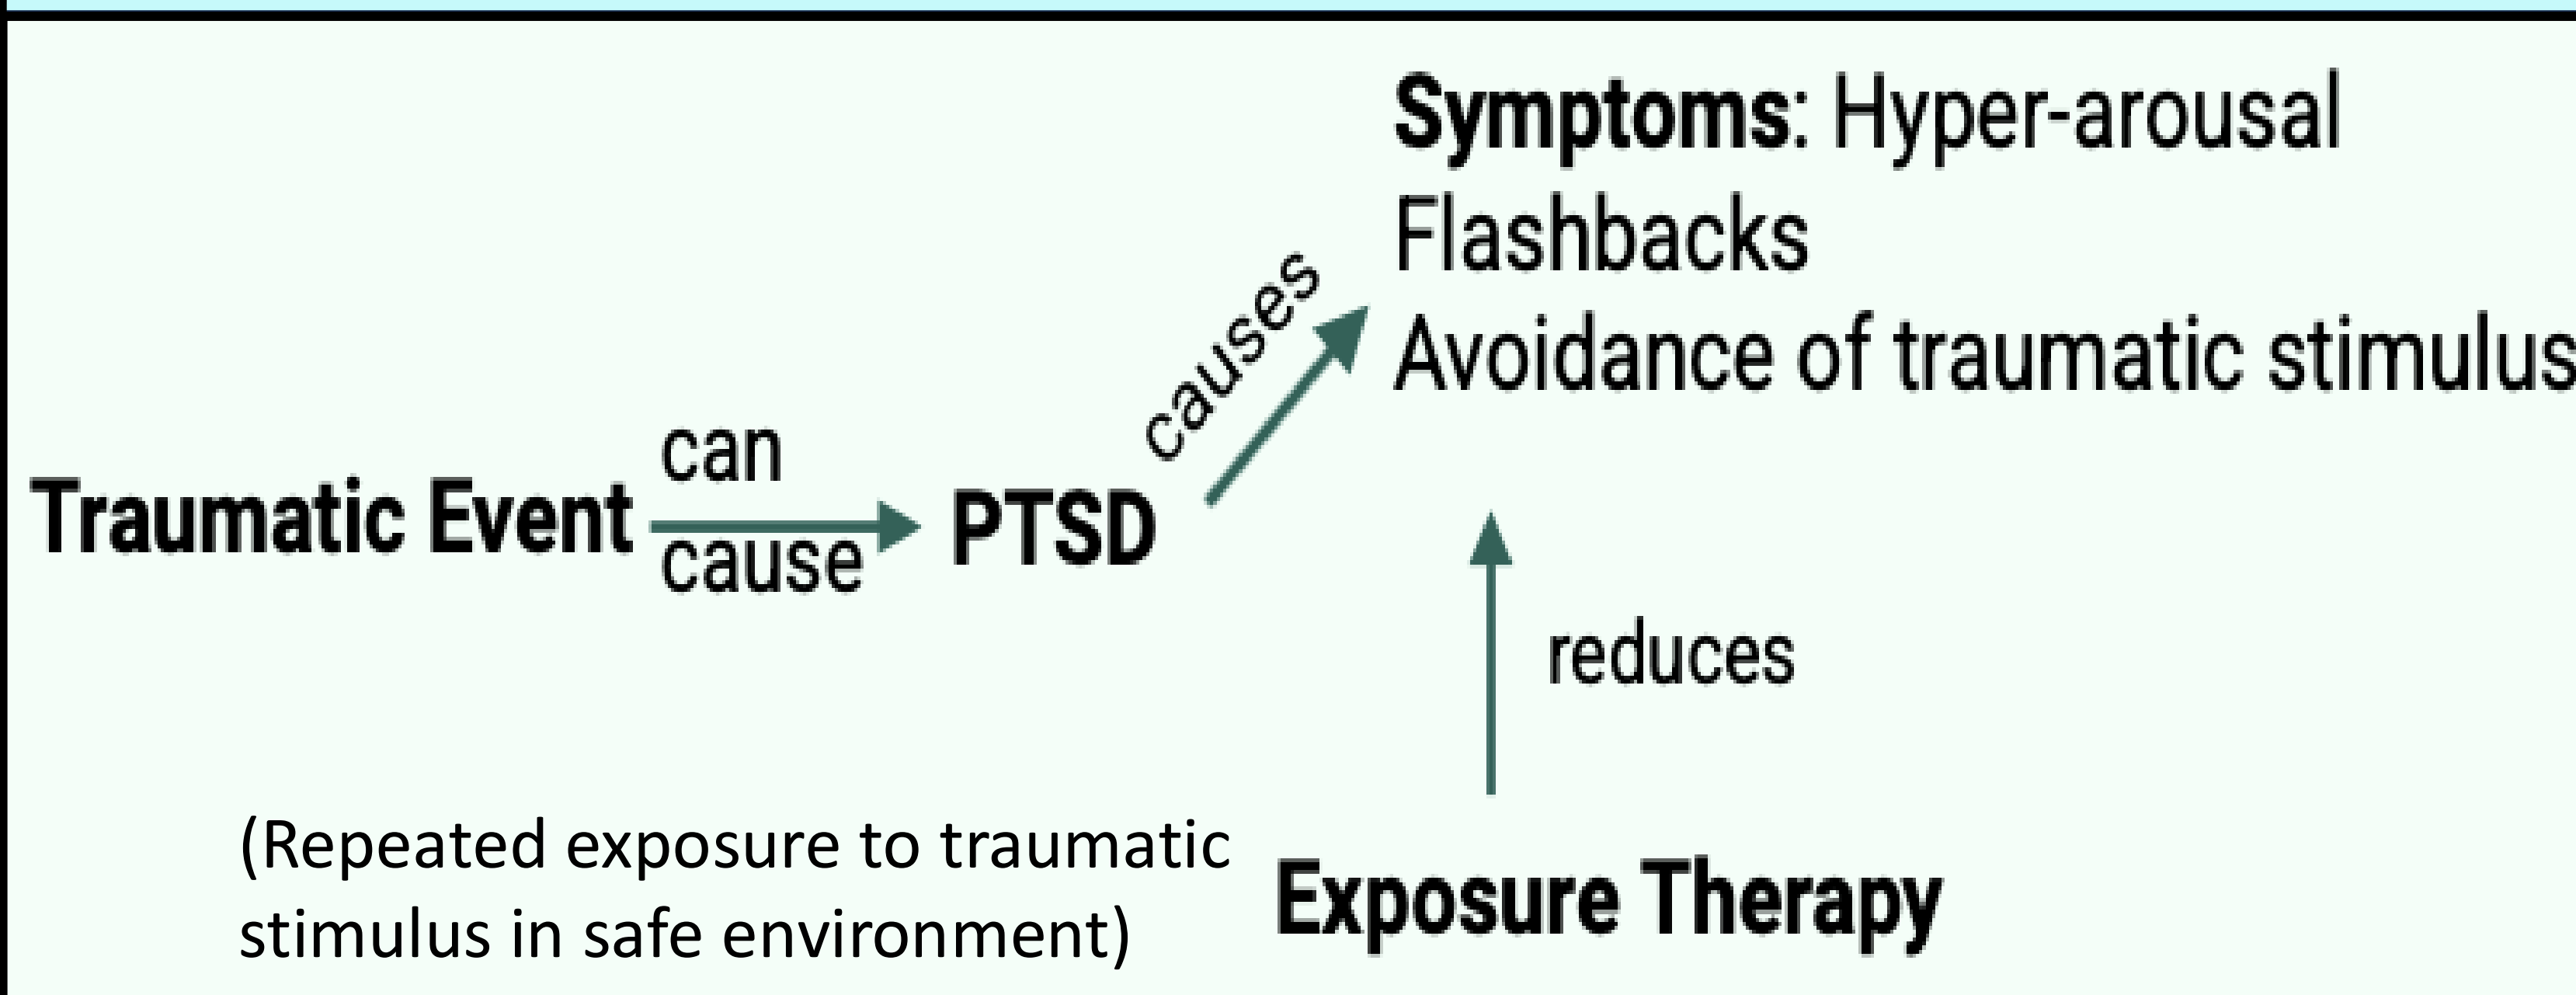 Symptoms: Hyper-arousal
Flashbacks
Avoidance of traumatic stimulus
causes
can
Traumatic Event
cause
PTSD
reduces
(Repeated exposure to traumatic
stimulus in safe environment)
Exposure Therapy